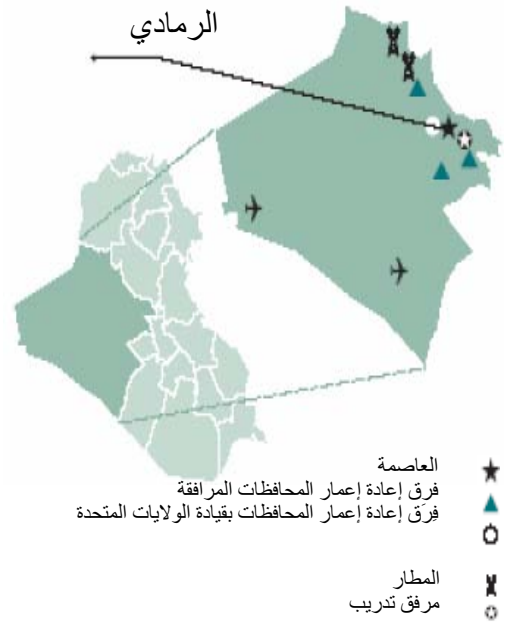 الرمادي
العاصمة
فرق إعادة إعمار المحافظات المرافقة
فِرَق إعادة إعمار المحافظات بقيادة الولايات المتحدة
المطار
مرفق تدريب